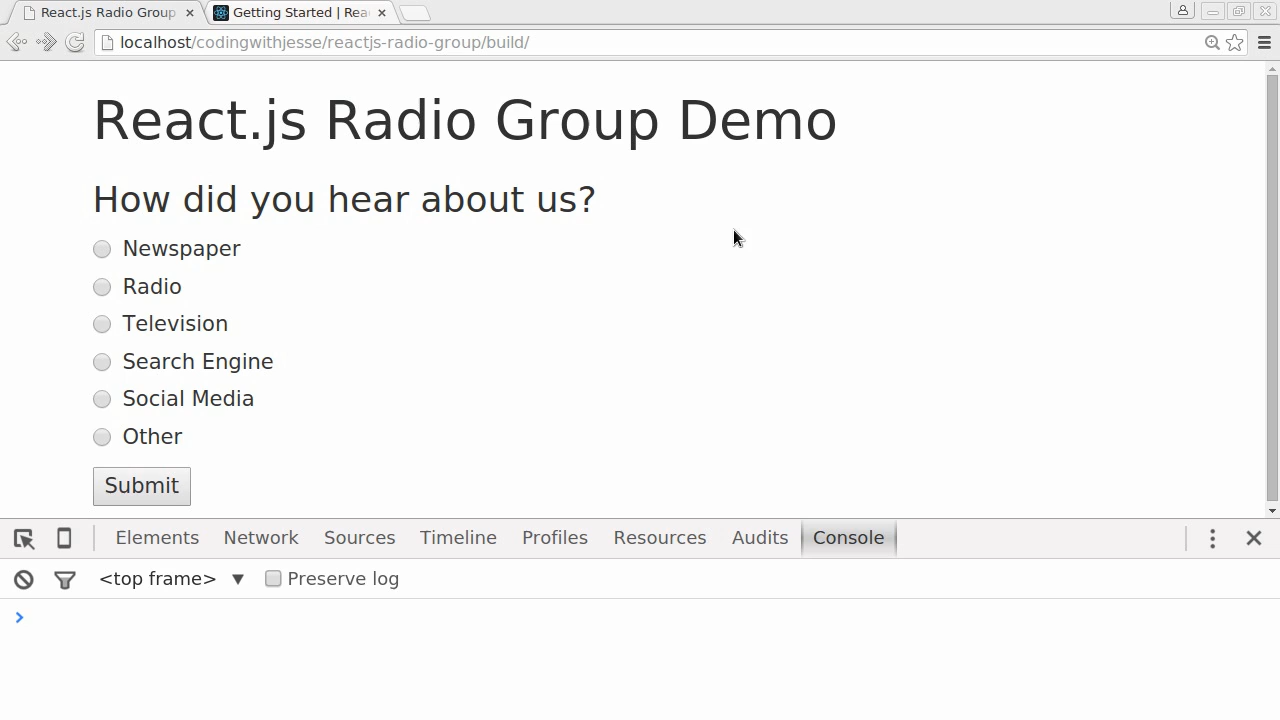 React.js Radio Group
Getting Started | Rea
localhost/codingwithjesse/reactjs-radio-group/build/
React.js Radio Group Demo
How did you hear about us?
Newspaper
Radio
Television
Search Engine
Social Media
Other
Submit
Elements Network Sources Timeline Profiles Resources Audits Console
<top frame> ▼ Preserve log